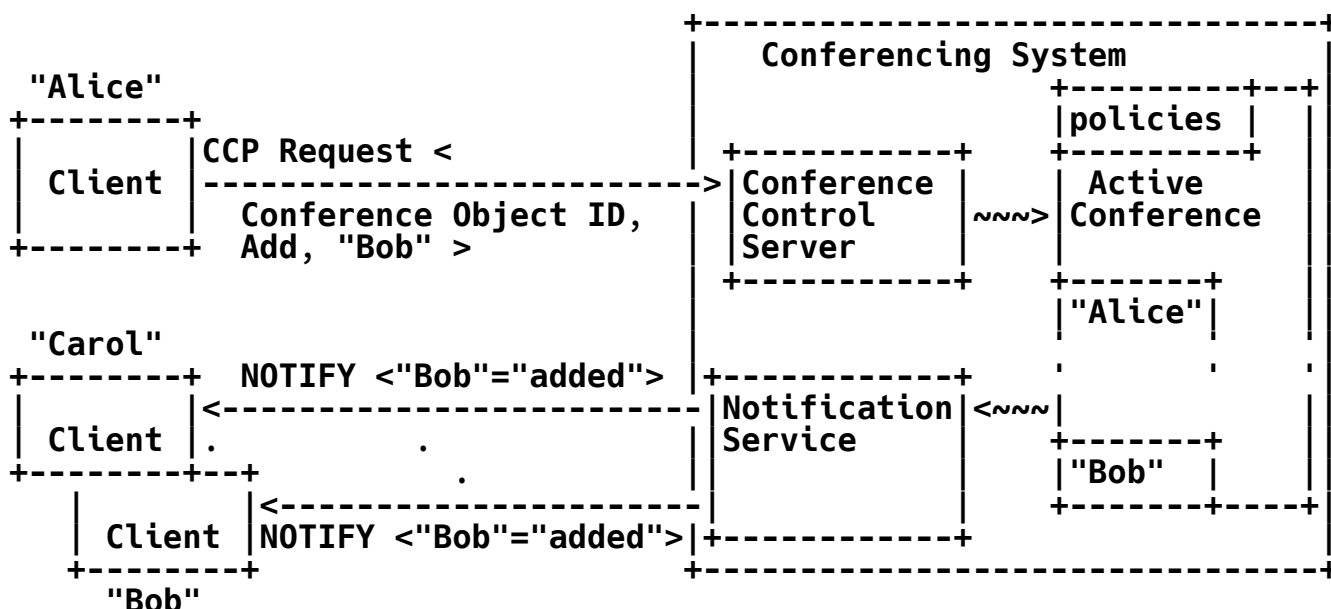 Conferencing System
"Alice"
policies
CCP Request <
Client
Conference Active
Conference Object ID, Control Conference
Add, "Bob" > Server
"Alice"
"Carol"
NOTIFY <"Bob"="added">
Notification
Client . . Service
. "Bob"
Client NOTIFY <"Bob"="added">
"Bob"